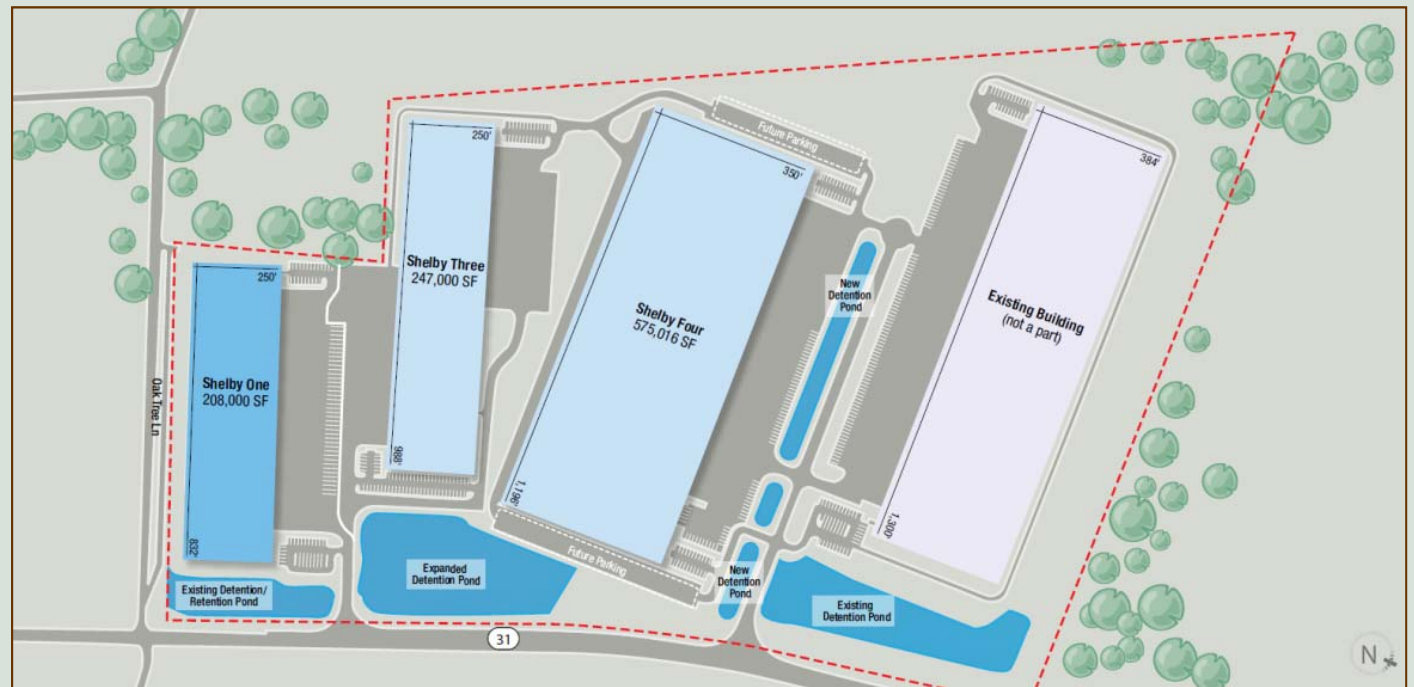 250'
Shelby One
208,000 SF
832'
Oak Tree Ln
Existing Detention/
Retention Pond
250'
Shelby Three
247,000 SF
988'
Expanded
Detention Pond
Future Parking
350'
Shelby Four
575,016 SF
1,196'
Future Parking
New
Detention
Pond
New
Detention
Pond
384'
Existing Building
(not a part)
1,300'
Existing
Detention Pond
31
N